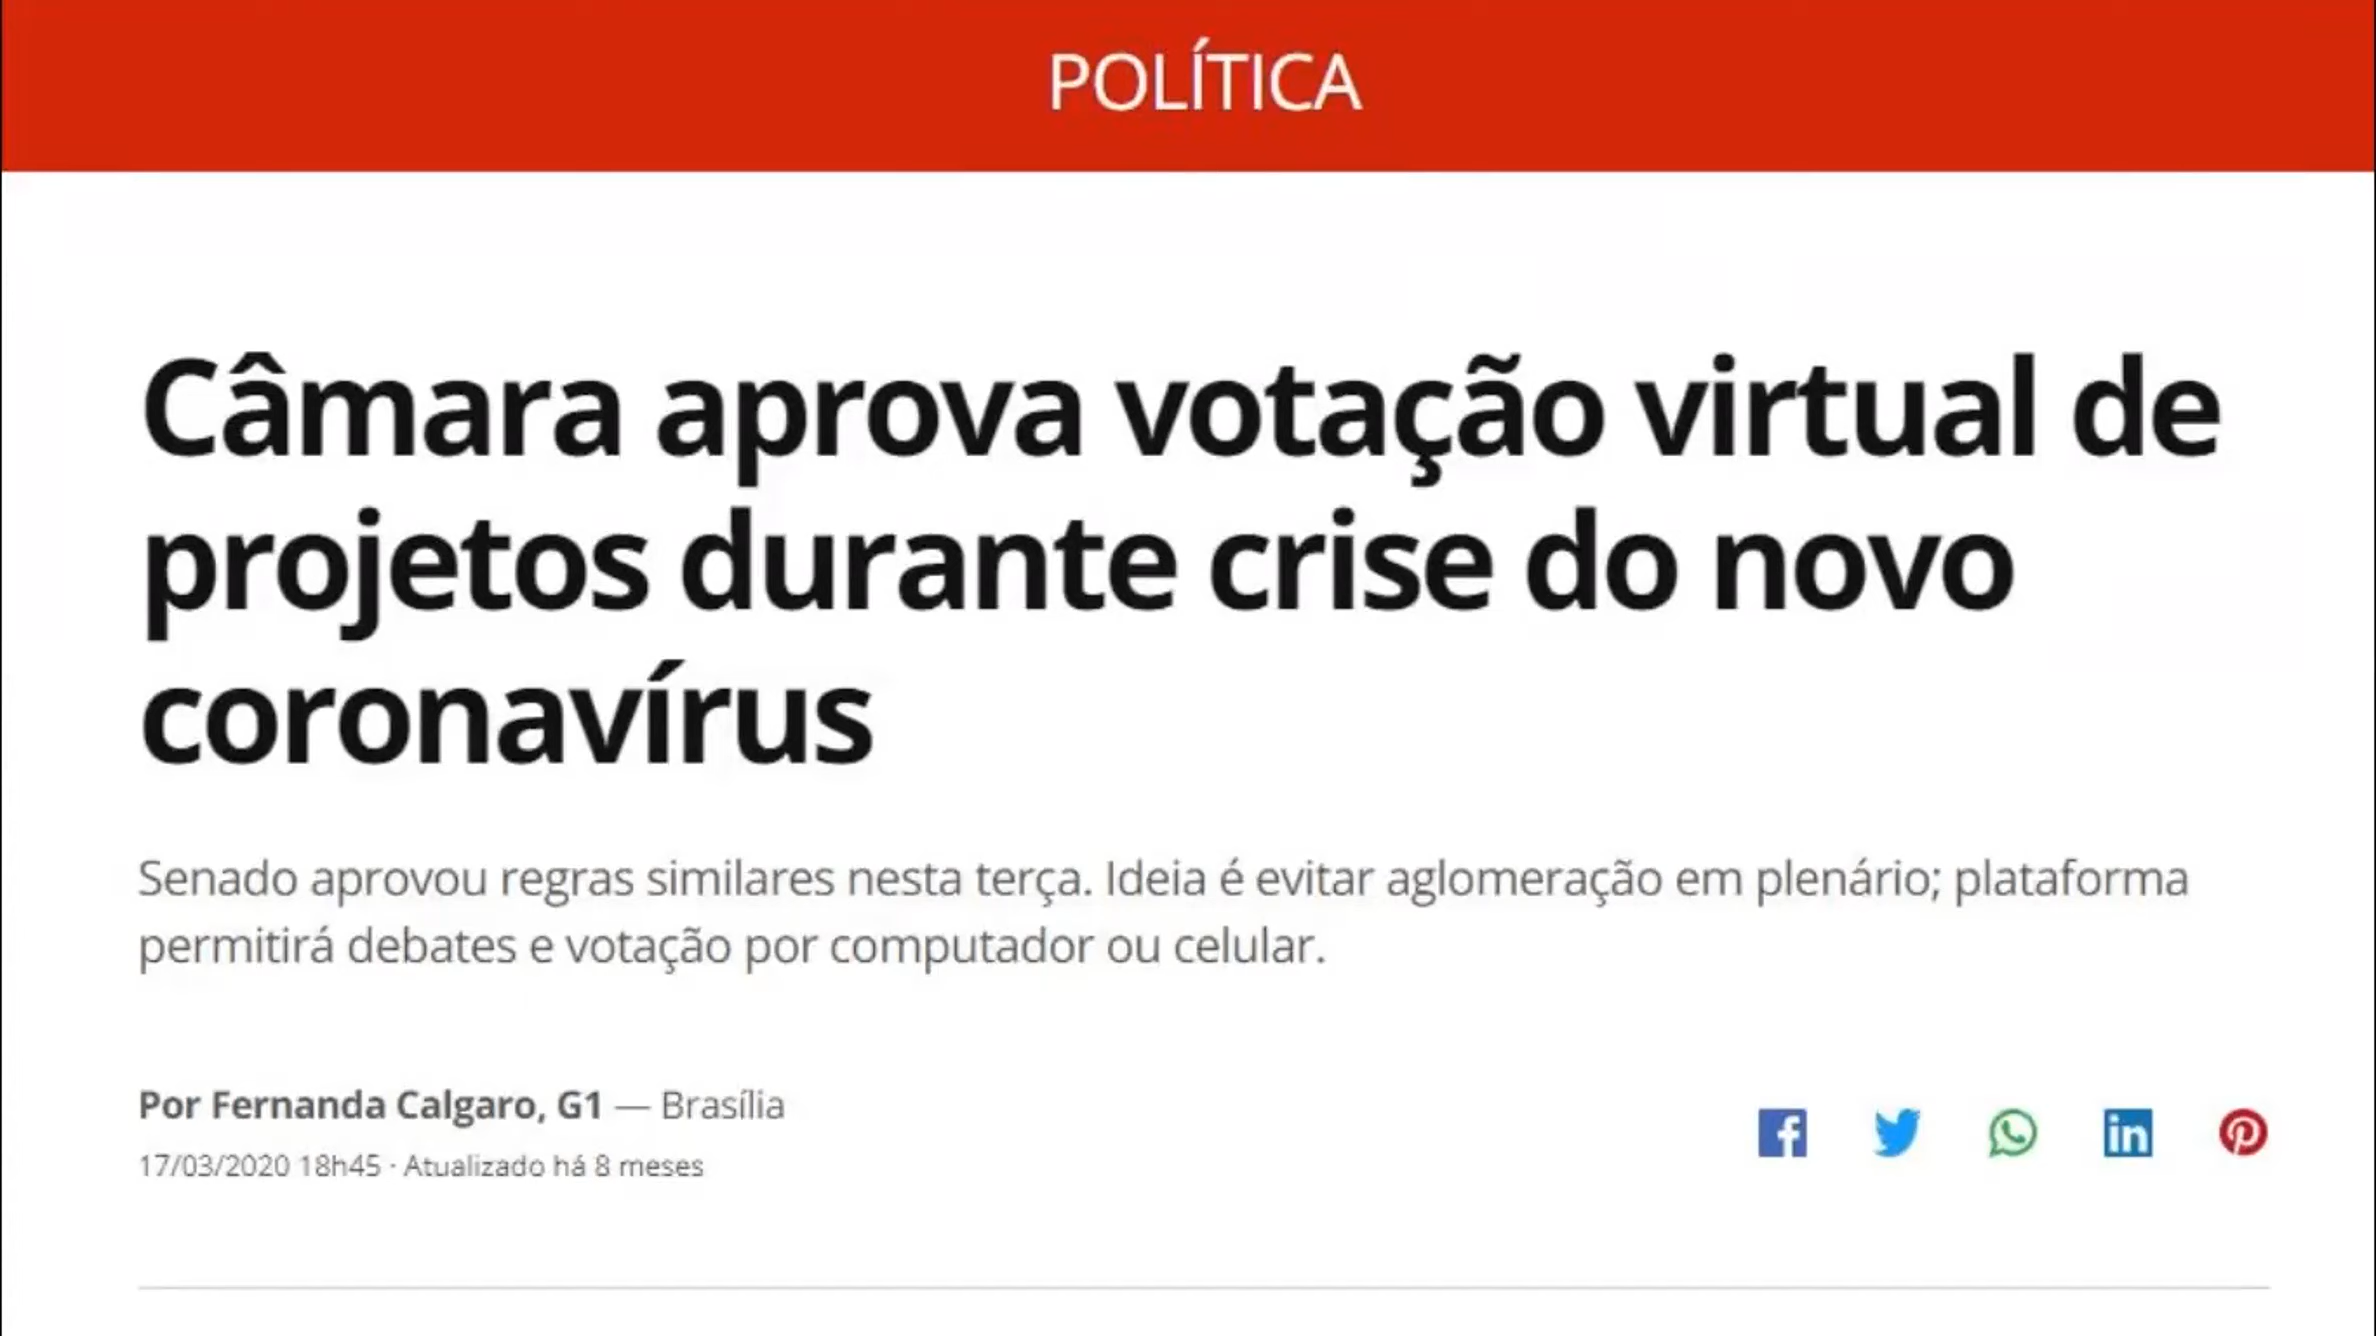 POLÍTICA
Câmara aprova votação virtual de
projetos durante crise do novo
coronavírus
Senado aprovou regras similares nesta terça. Ideia é evitar aglomeração em plenário; plataforma
permitirá debates e votação por computador ou celular.
Por Fernanda Calgaro, G1 — Brasília
17/03/2020 18h45 · Atualizado há 8 meses